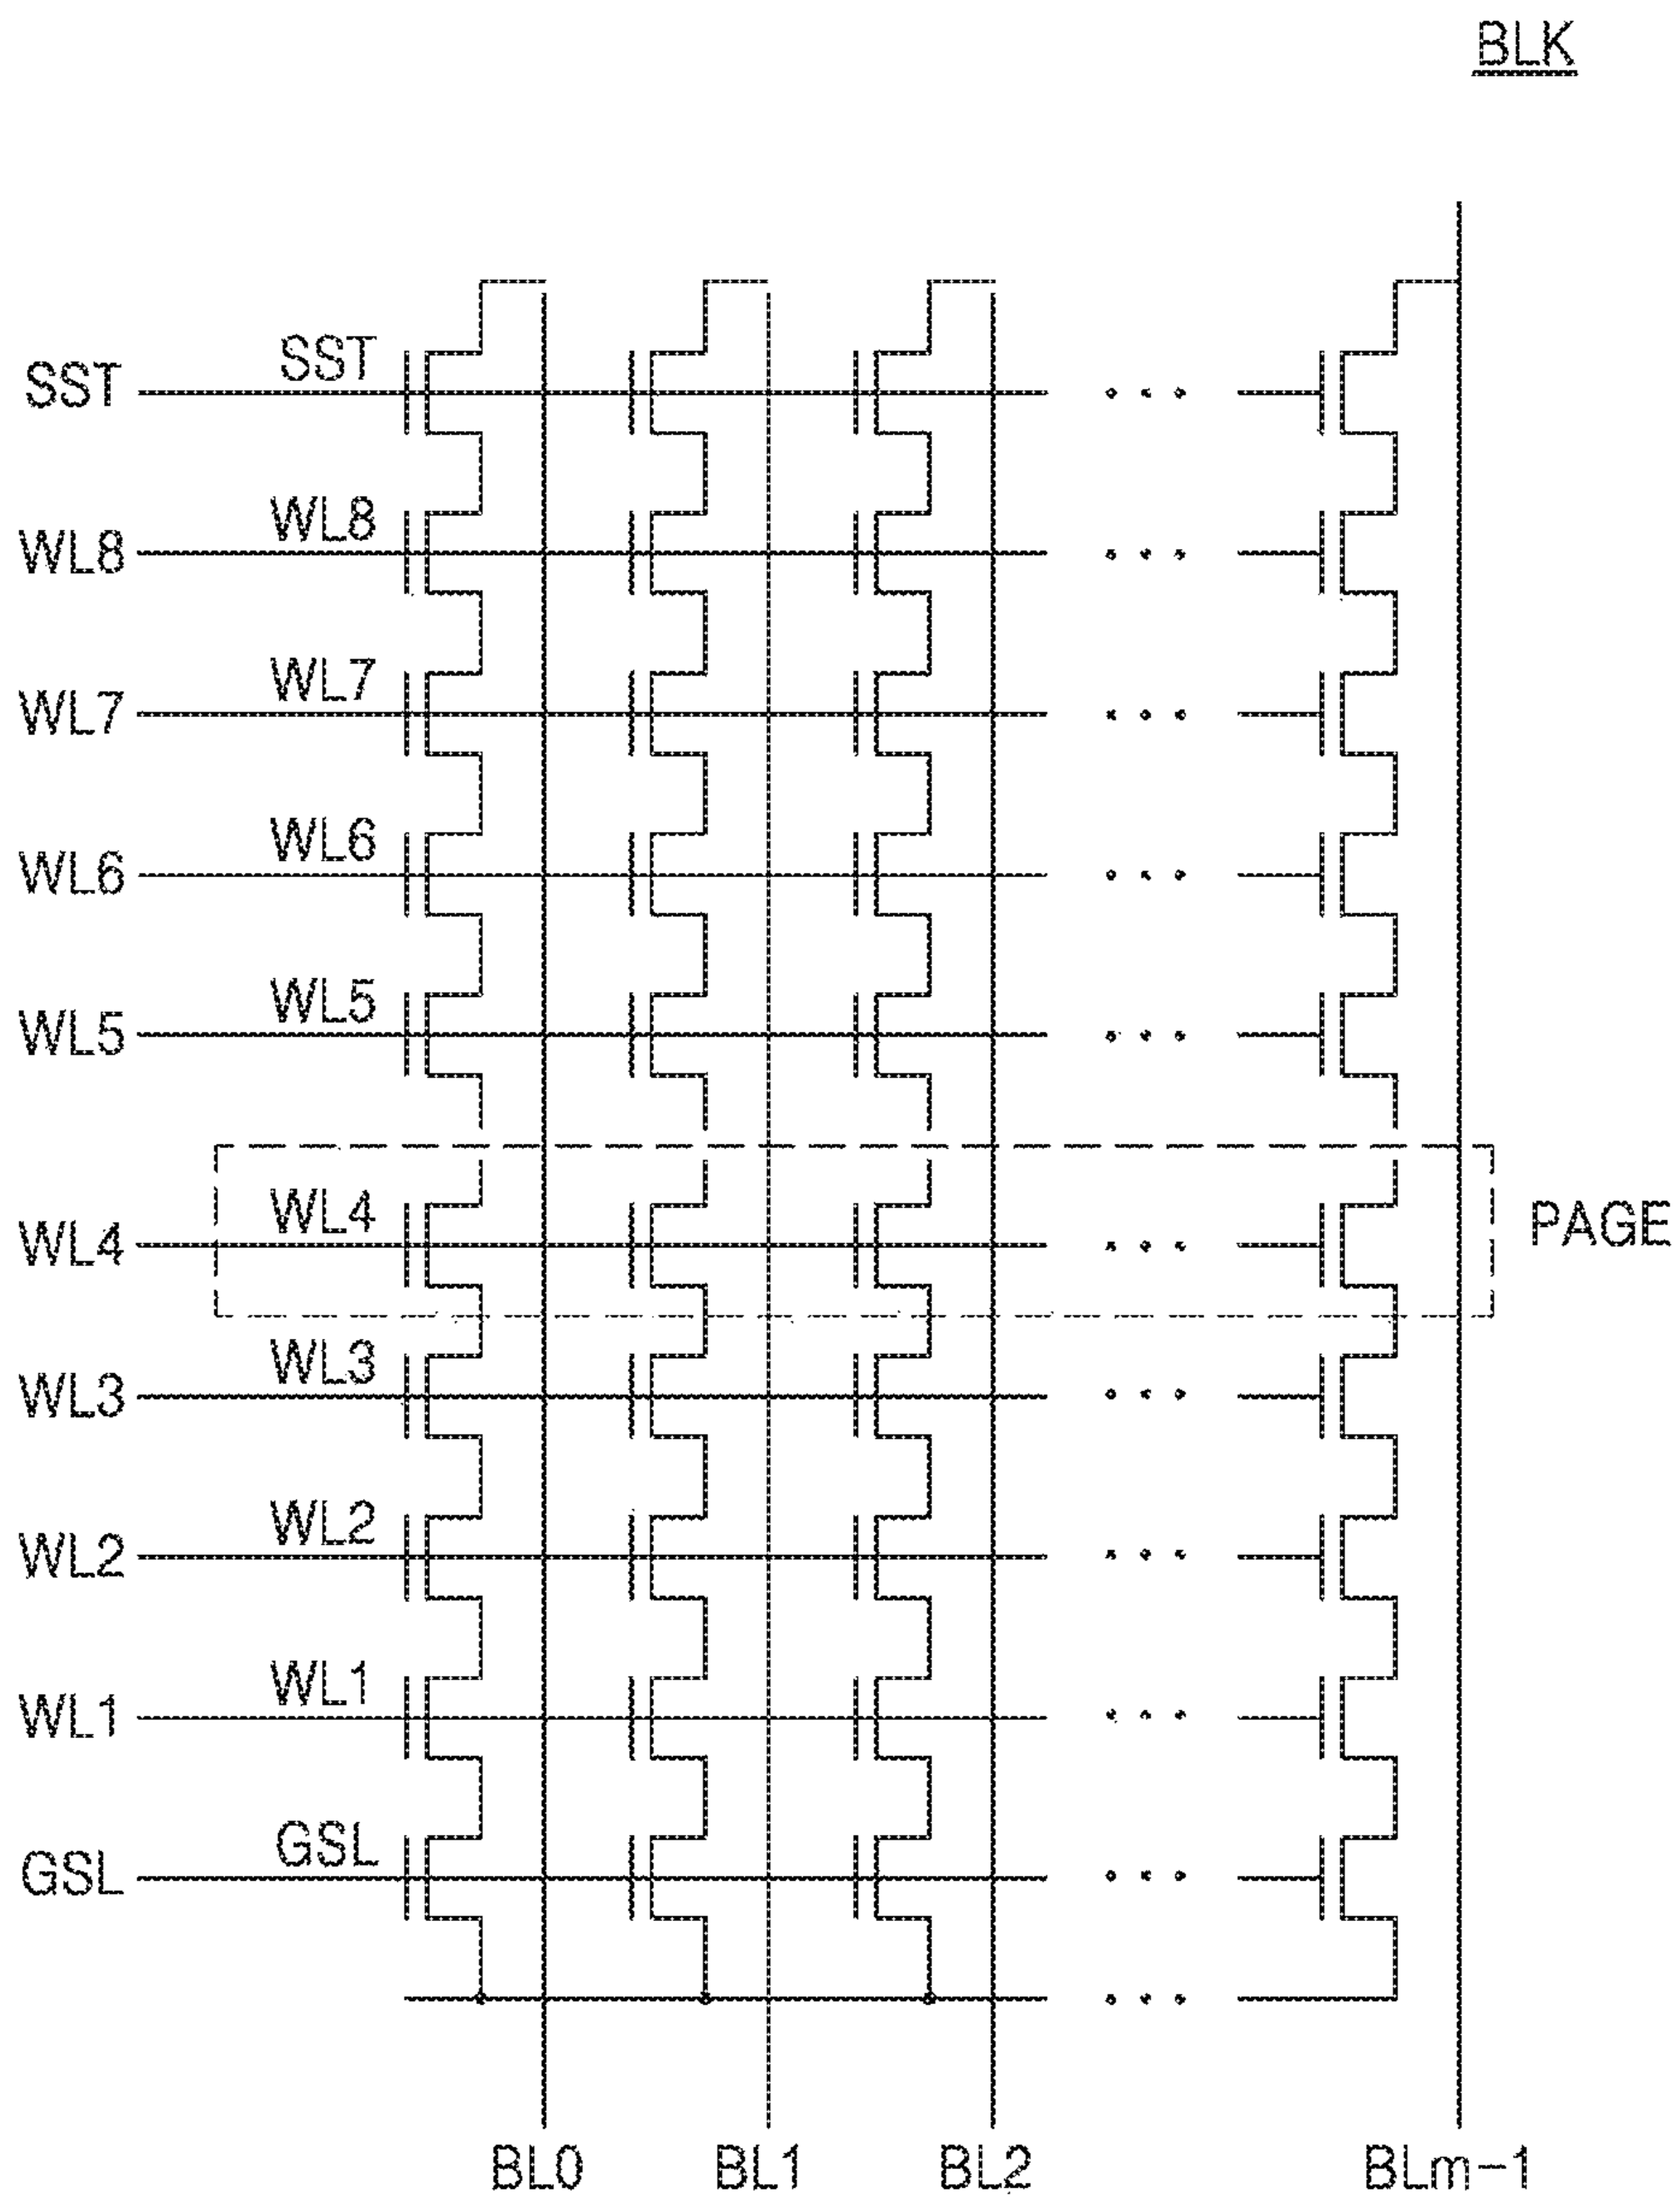 BLK
SST SST
WL8 WL8
WL7 WL7
WL6 WL6
WL5 WL5
WL4 WL4 PAGE
WL3 WL3
WL2 WL2
WL1 WL1
GSL GSL
BL0 BL1 BL2 BLm-1